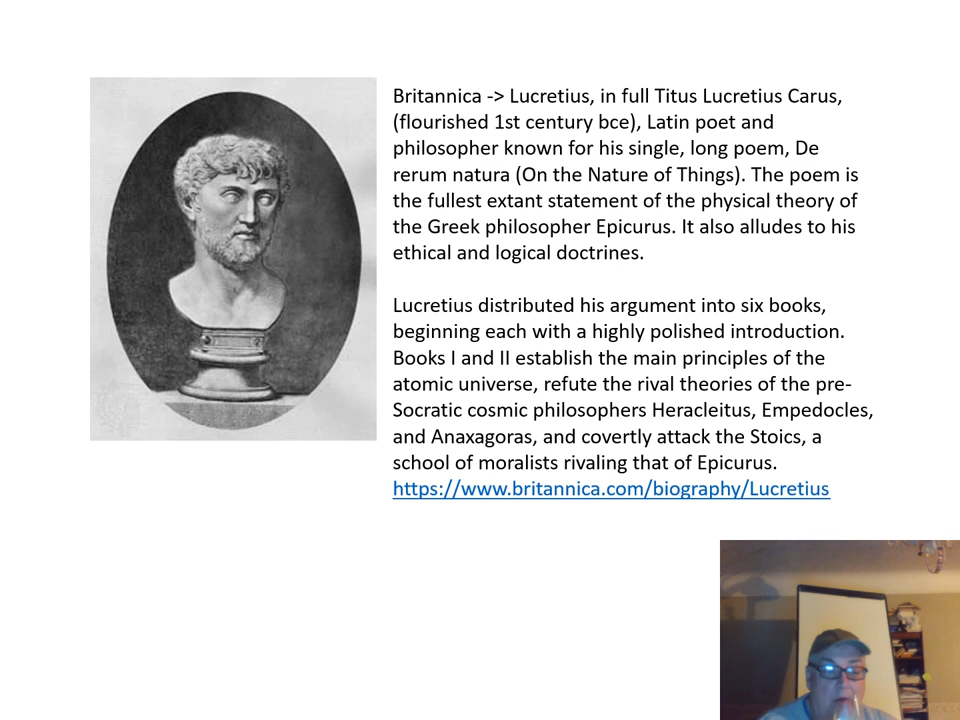 Britannica -> Lucretius, in full Titus Lucretius Carus,
(flourished 1st century bce), Latin poet and
philosopher known for his single, long poem, De
rerum natura (On the Nature of Things). The poem is
the fullest extant statement of the physical theory of
the Greek philosopher Epicurus. It also alludes to his
ethical and logical doctrines.
Lucretius distributed his argument into six books,
beginning each with a highly polished introduction.
Books I and II establish the main principles of the
atomic universe, refute the rival theories of the pre-
Socratic cosmic philosophers Heracleitus, Empedocles,
and Anaxagoras, and covertly attack the Stoics, a
school of moralists rivaling that of Epicurus.
https://www.britannica.com/biography/Lucretius